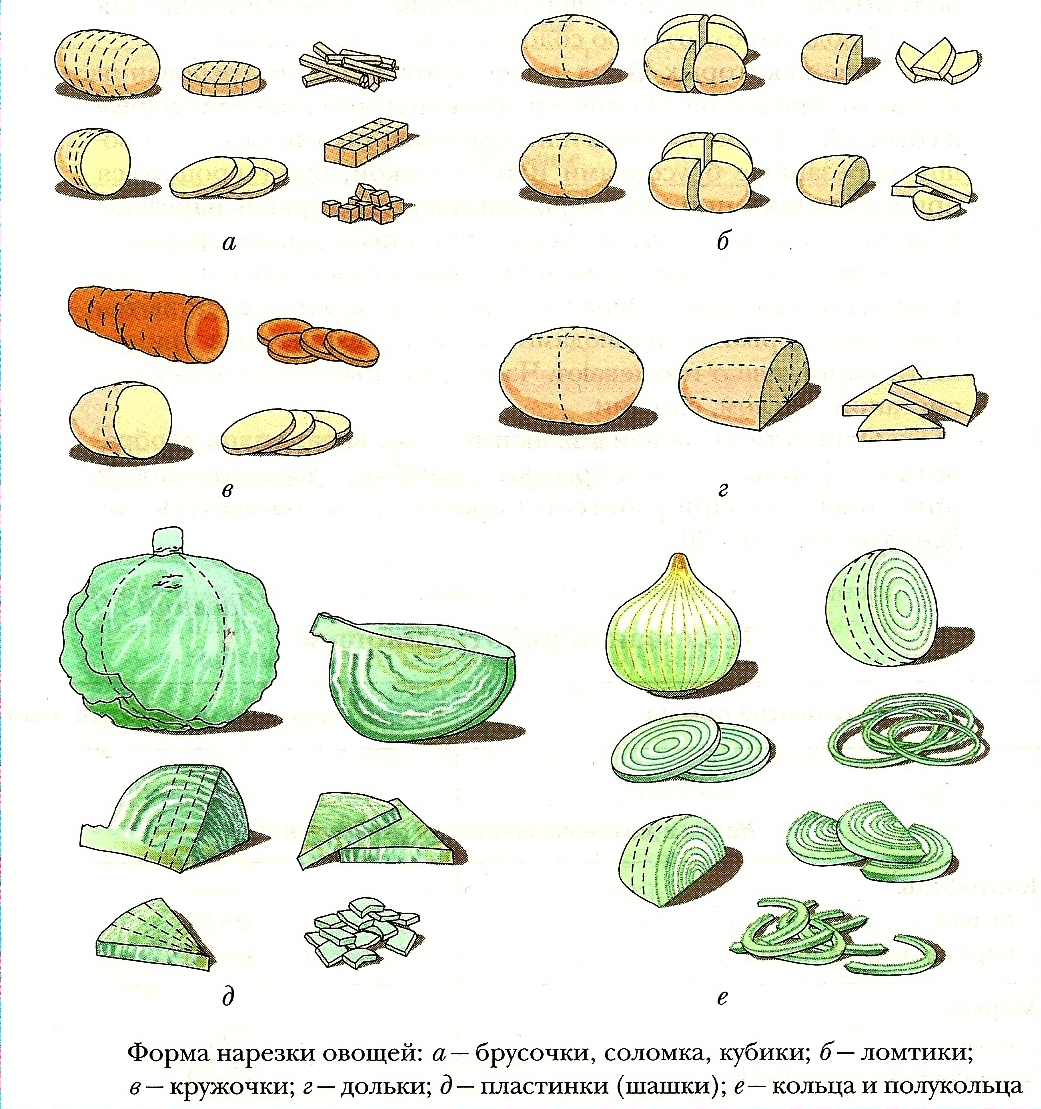 а
б
в
г
д
е
Форма нарезки овощей: а — брусочки, соломка, кубики; б — ломтики;
в — кружочки; г — дольки; д — пластинки (шашки); е — кольца и полукольца